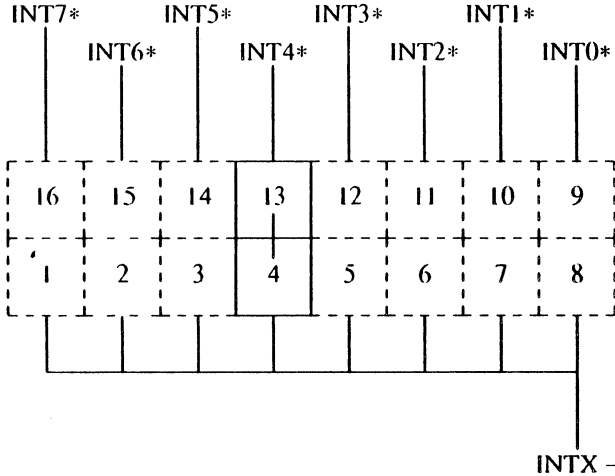 INT7* INT5* INT3* INT1*
INT6* INT4* INT2* INT0*
16 15 14 13 12 11 10 9
1 2 3 4 5 6 7 8
INTX